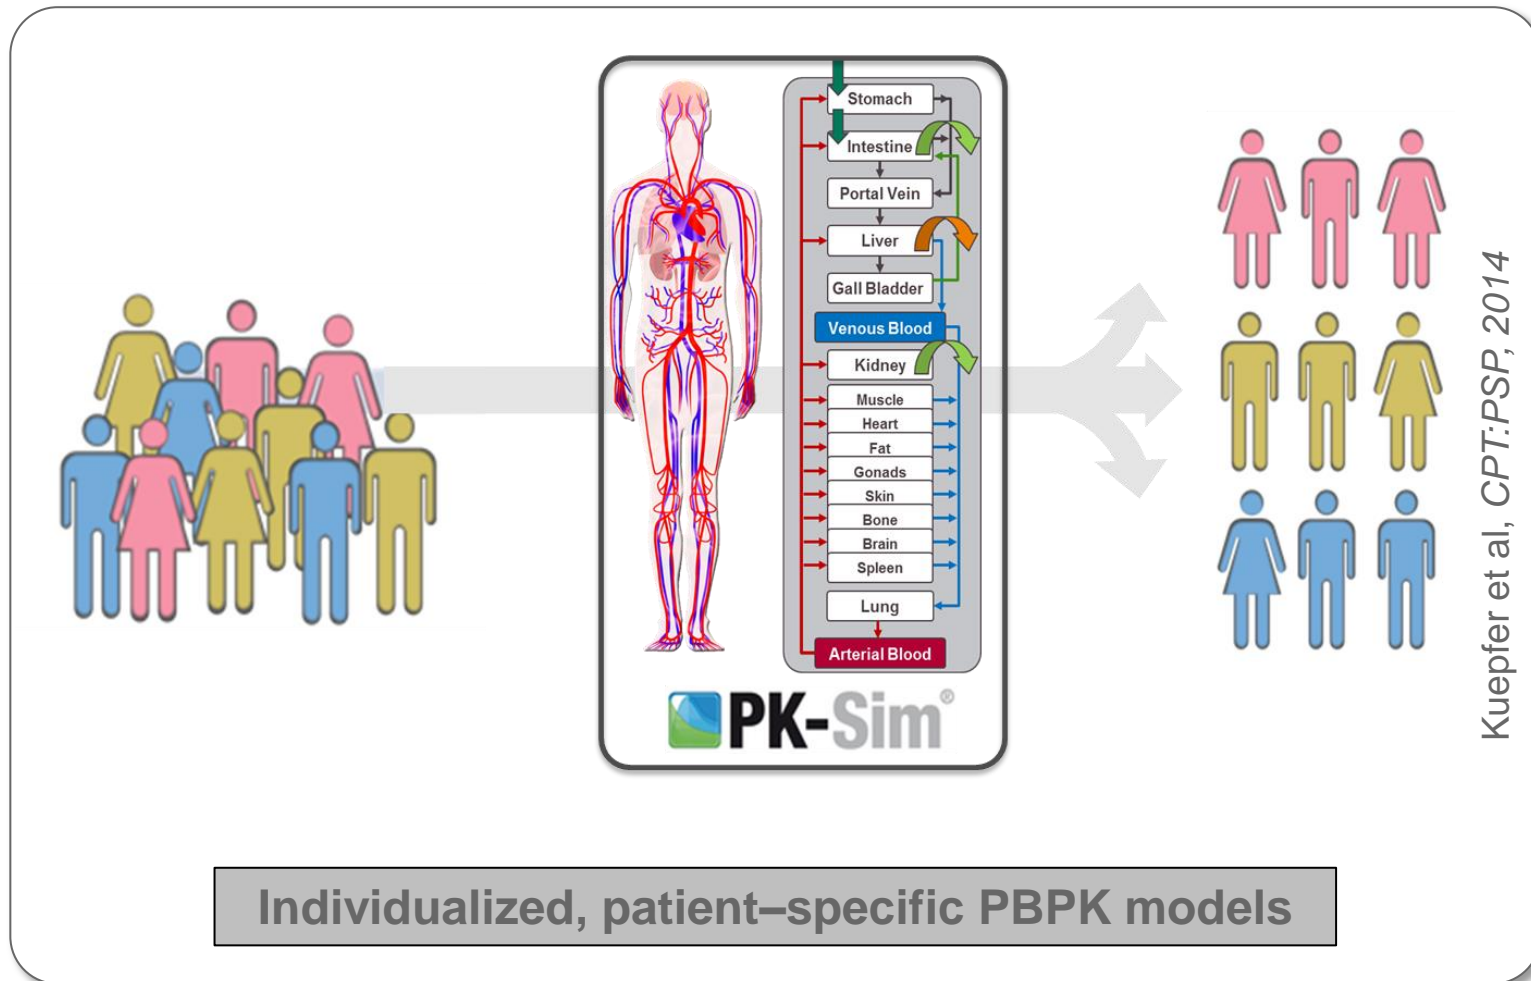 Stomach
Intestine
Portal Vein
Liver
Gall Bladder
Venous Blood
Kidney
Muscle
Heart
Fat
Gonads
Skin
Bone
Brain
Spleen
Lung
Arterial Blood
PK-Sim®
Kuepfer et al, CPT:PSP, 2014
Individualized, patient–specific PBPK models